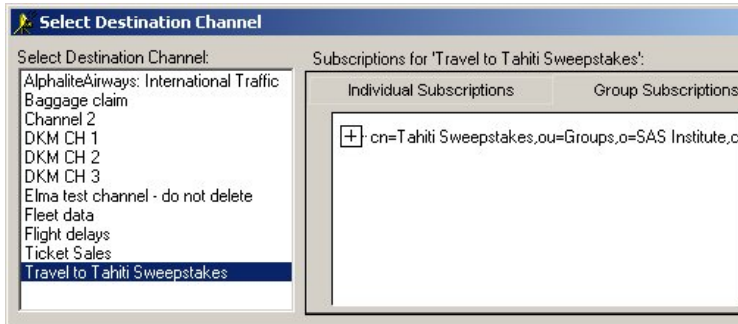 Select Destination Channel
Select Destination Channel:
AlphaliteAirways: International Traffic
Baggage claim
Channel 2
DKM CH 1
DKM CH 2
DKM CH 3
Elma test channel - do not delete
Fleet data
Flight delays
Ticket Sales
Travel to Tahiti Sweepstakes
Subscriptions for 'Travel to Tahiti Sweepstakes':
Individual Subscriptions Group Subscriptions
cn=Tahiti Sweepstakes,ou=Groups,o=SAS Institute,c